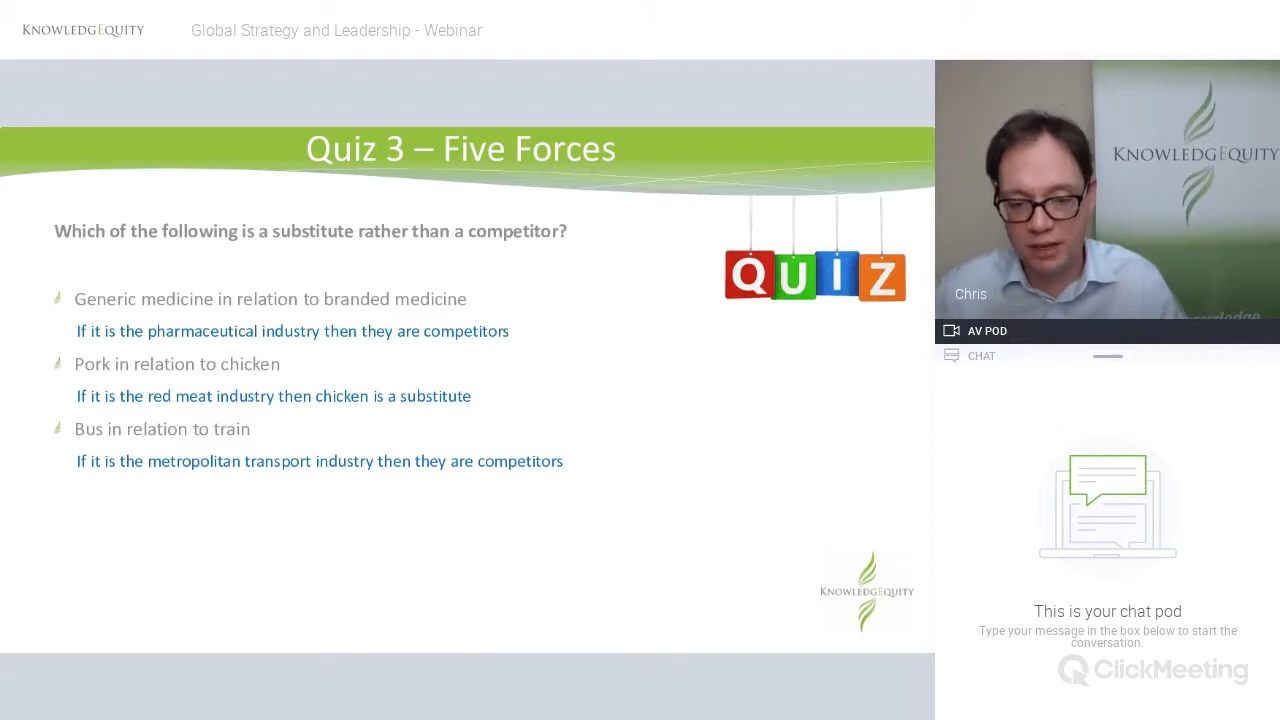 KNOWLEDGEQUITY
Global Strategy and Leadership - Webinar
Quiz 3 – Five Forces
Which of the following is a substitute rather than a competitor?
QUIZ
Generic medicine in relation to branded medicine
If it is the pharmaceutical industry then they are competitors
Pork in relation to chicken
If it is the red meat industry then chicken is a substitute
Bus in relation to train
If it is the metropolitan transport industry then they are competitors
KNOWLEDGEQUITY
KNOWLEDGEQUITY
Chris
AV POD
CHAT
This is your chat pod
Type your message in the box below to start the
conversation.
ClickMeeting